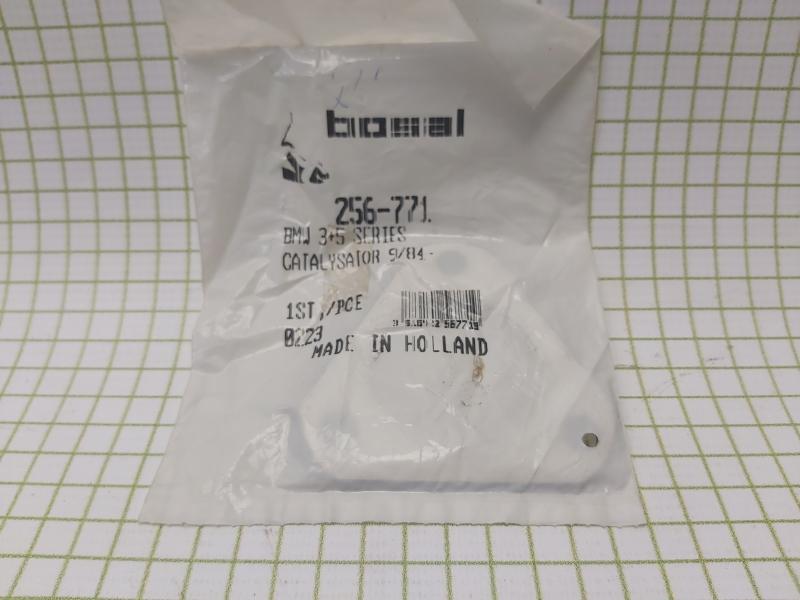 bosal
256-771
BMW 3+5 SERIES
CATALYSATOR 9/84-
1ST /PCE
0223
MADE IN HOLLAND